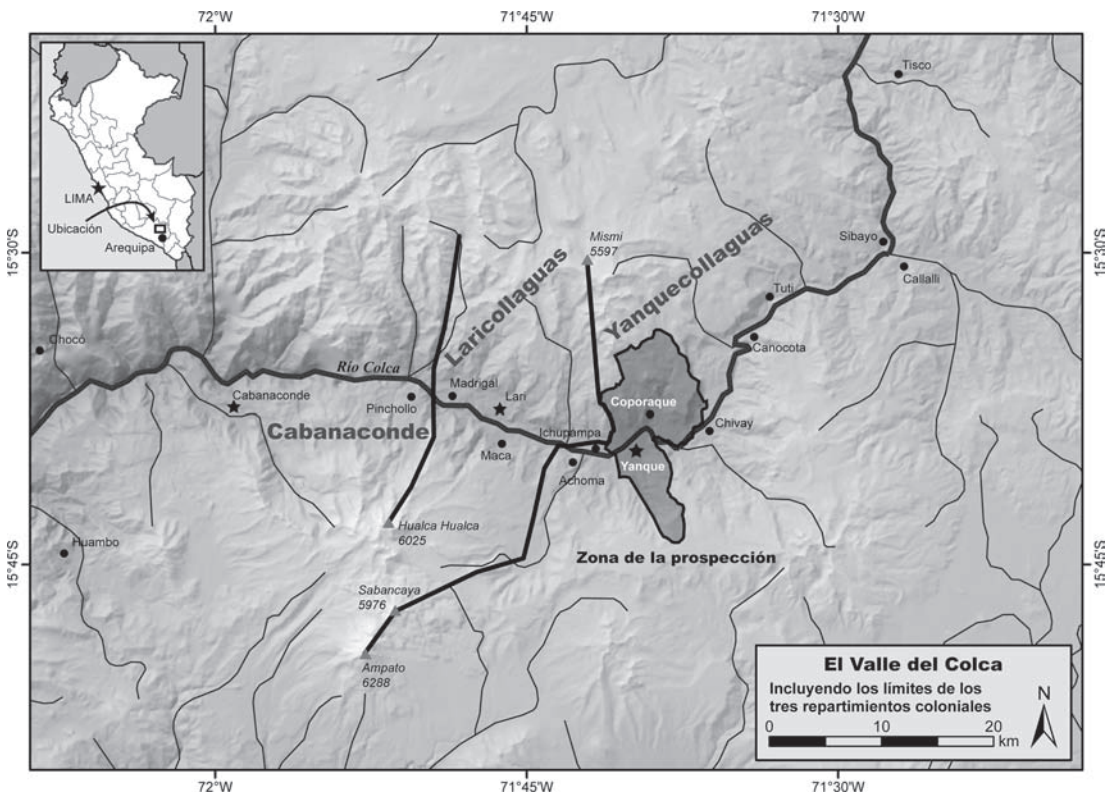 72°W
71°45'W
71°30'W
LIMA
Ubicación
Arequipa
Tisco
15°30'S
15°30'S
Mismi
5597
Sibayo
Callalli
Tuti
Canocota
Laricollaguas
Yanquecollaguas
Chocó
Río Colca
Cabanaconde
Pinchollo
Madrigal
Lari
Coporaque
Chivay
Cabanaconde
Maca
Ichupampa
Achoma
Yanque
Hualca Hualca
6025
Huambo
Zona de la prospección
15°45'S
15°45'S
Sabancaya
5976
Ampato
6288
El Valle del Colca
Incluyendo los límites de los
tres repartimientos coloniales
N
0 10 20
km
72°W
71°45'W
71°30'W